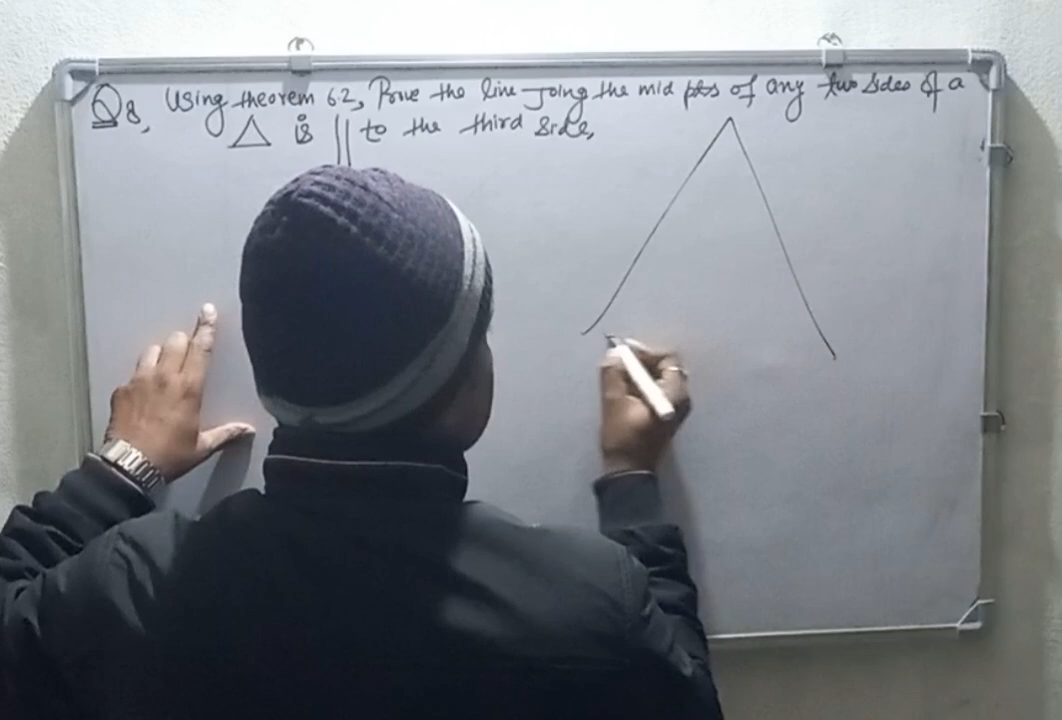 Q8, Using theorem 6.2, Prove the line joing the mid pts of any two sides of a
△ is || to the third side,